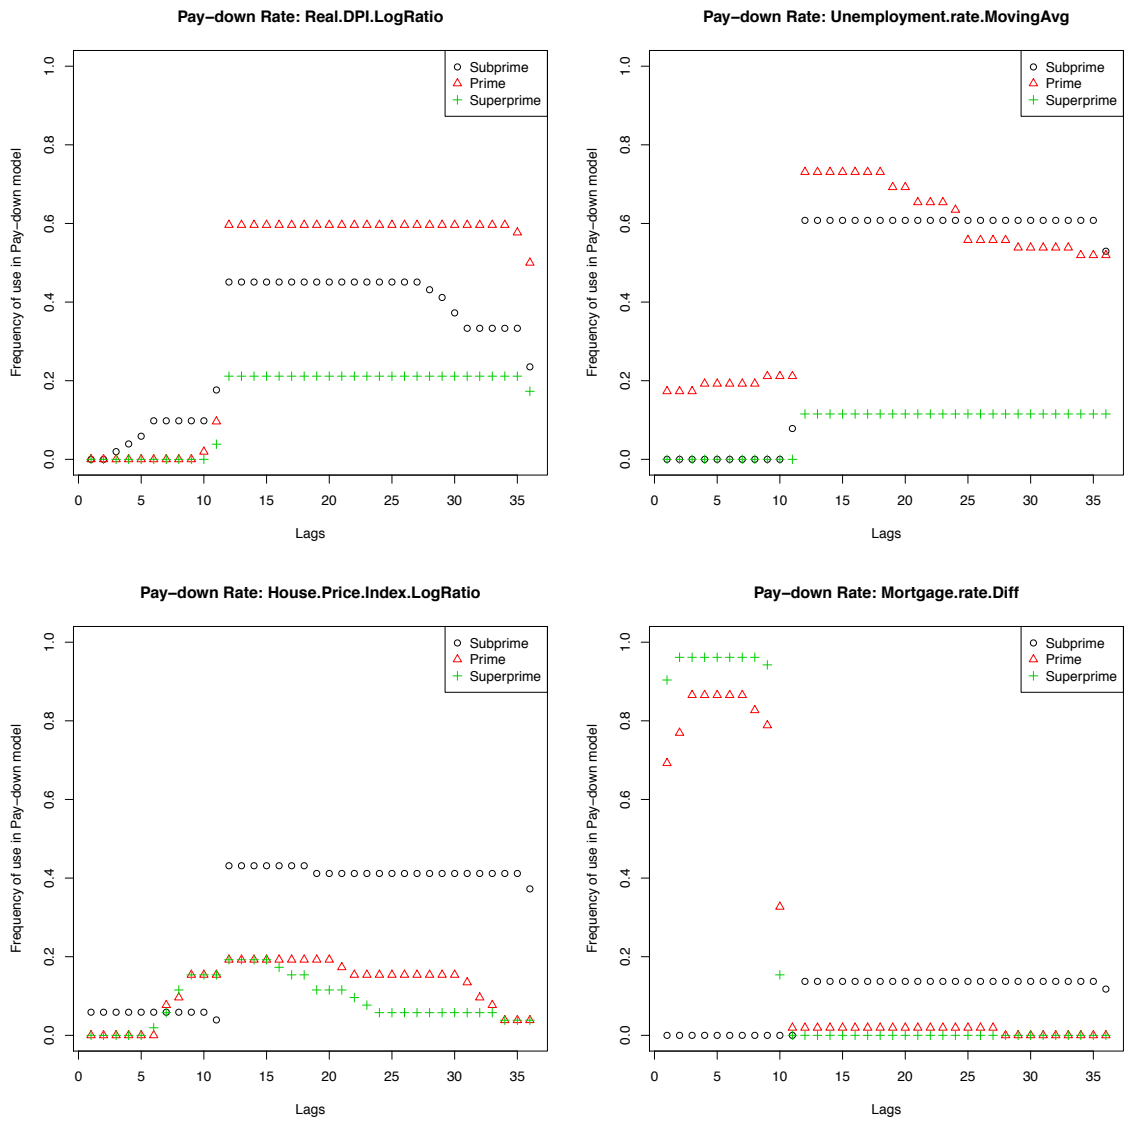 Pay−down Rate: Real.DPI.LogRatio
Frequency of use in Pay−down model
1.0
0.8
0.6
0.4
0.2
0.0
Subprime
Prime
Superprime
0 5 10 15 20 25 30 35
Lags
Pay−down Rate: Unemployment.rate.MovingAvg
Frequency of use in Pay−down model
1.0
0.8
0.6
0.4
0.2
0.0
Subprime
Prime
Superprime
0 5 10 15 20 25 30 35
Lags
Pay−down Rate: House.Price.Index.LogRatio
Frequency of use in Pay−down model
1.0
0.8
0.6
0.4
0.2
0.0
Subprime
Prime
Superprime
0 5 10 15 20 25 30 35
Lags
Pay−down Rate: Mortgage.rate.Diff
Frequency of use in Pay−down model
1.0
0.8
0.6
0.4
0.2
0.0
Subprime
Prime
Superprime
0 5 10 15 20 25 30 35
Lags